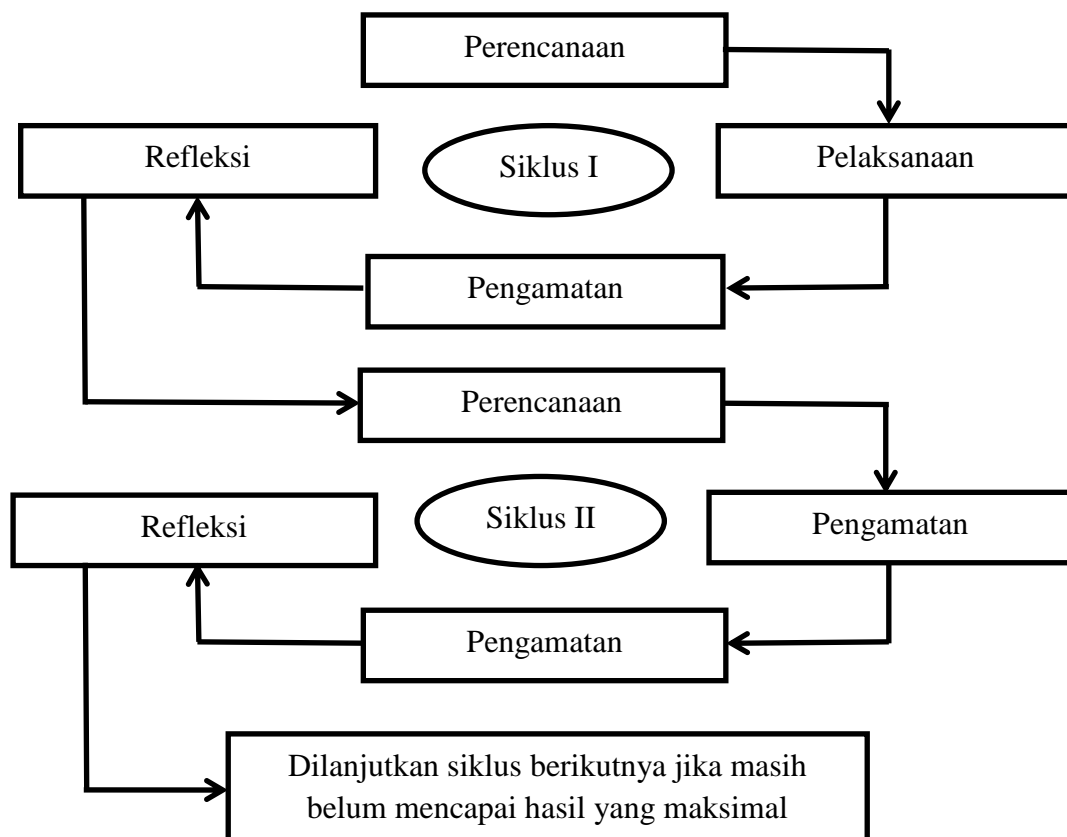 Perencanaan
Refleksi
Siklus I
Pelaksanaan
Pengamatan
Perencanaan
Refleksi
Siklus II
Pengamatan
Pengamatan
Dilanjutkan siklus berikutnya jika masih
belum mencapai hasil yang maksimal